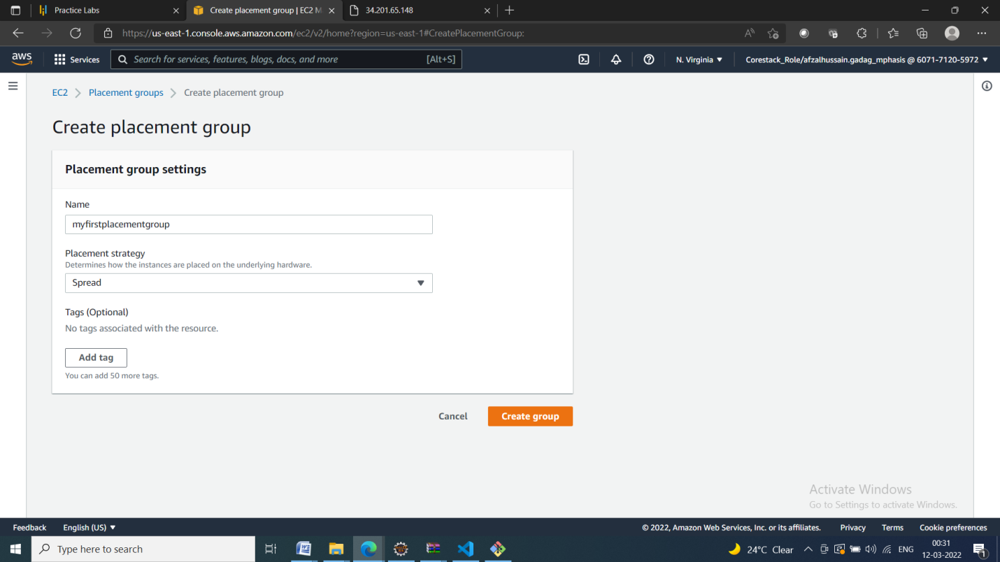 Practice Labs
Create placement group | EC2 M
34.201.65.148
https://us-east-1.console.aws.amazon.com/ec2/v2/home?region=us-east-1#CreatePlacementGroup:
aws
Services
Search for services, features, blogs, docs, and more
[Alt+S]
N. Virginia
Corestack_Role/afzalhussain.gadag_mphasis @ 6071-7120-5972
EC2
Placement groups
Create placement group
Create placement group
Placement group settings
Name
myfirstplacementgroup
Placement strategy
Determines how the instances are placed on the underlying hardware.
Spread
Tags (Optional)
No tags associated with the resource.
Add tag
You can add 50 more tags.
Cancel
Create group
Activate Windows
Go to Settings to activate Windows.
Feedback
English (US)
© 2022, Amazon Web Services, Inc. or its affiliates.
Privacy
Terms
Cookie preferences
Type here to search
24°C Clear
ENG
00:31
12-03-2022
1